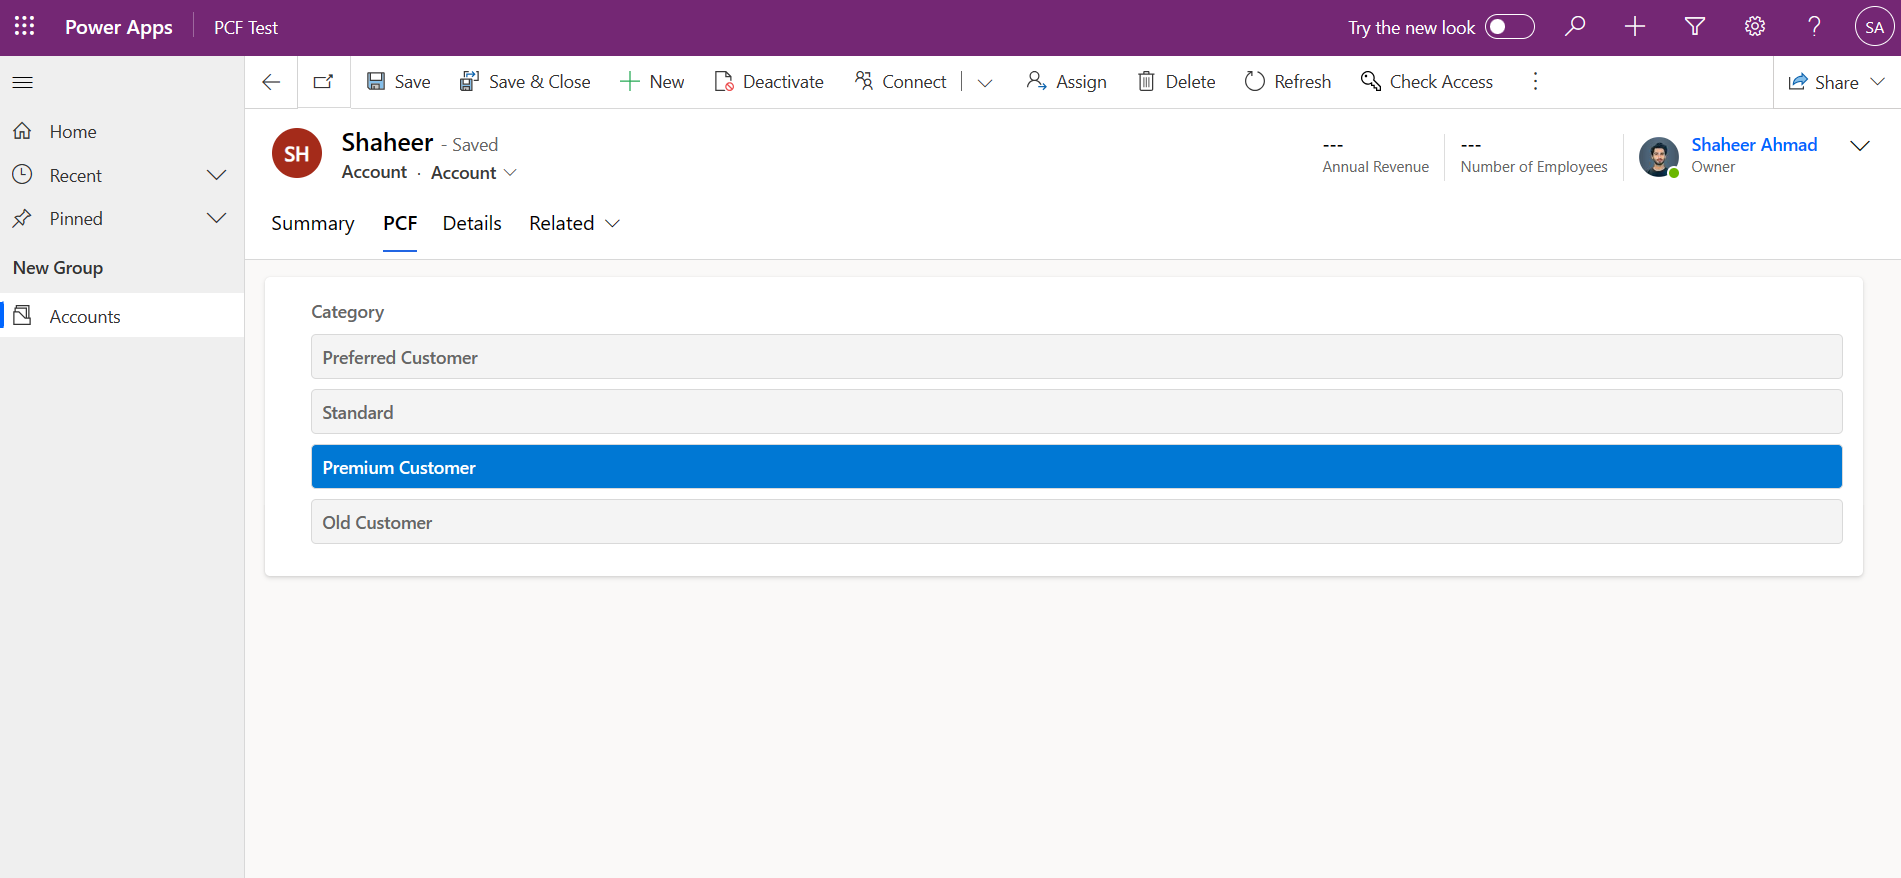 Power Apps PCF Test Try the new look SA
Save Save & Close New Deactivate Connect Assign Delete Refresh Check Access Share
Home
Recent
Pinned
New Group
Accounts
SH
Shaheer - Saved
Account · Account
--- Annual Revenue
--- Number of Employees
Shaheer Ahmad
Owner
Summary PCF Details Related
Category
Preferred Customer
Standard
Premium Customer
Old Customer